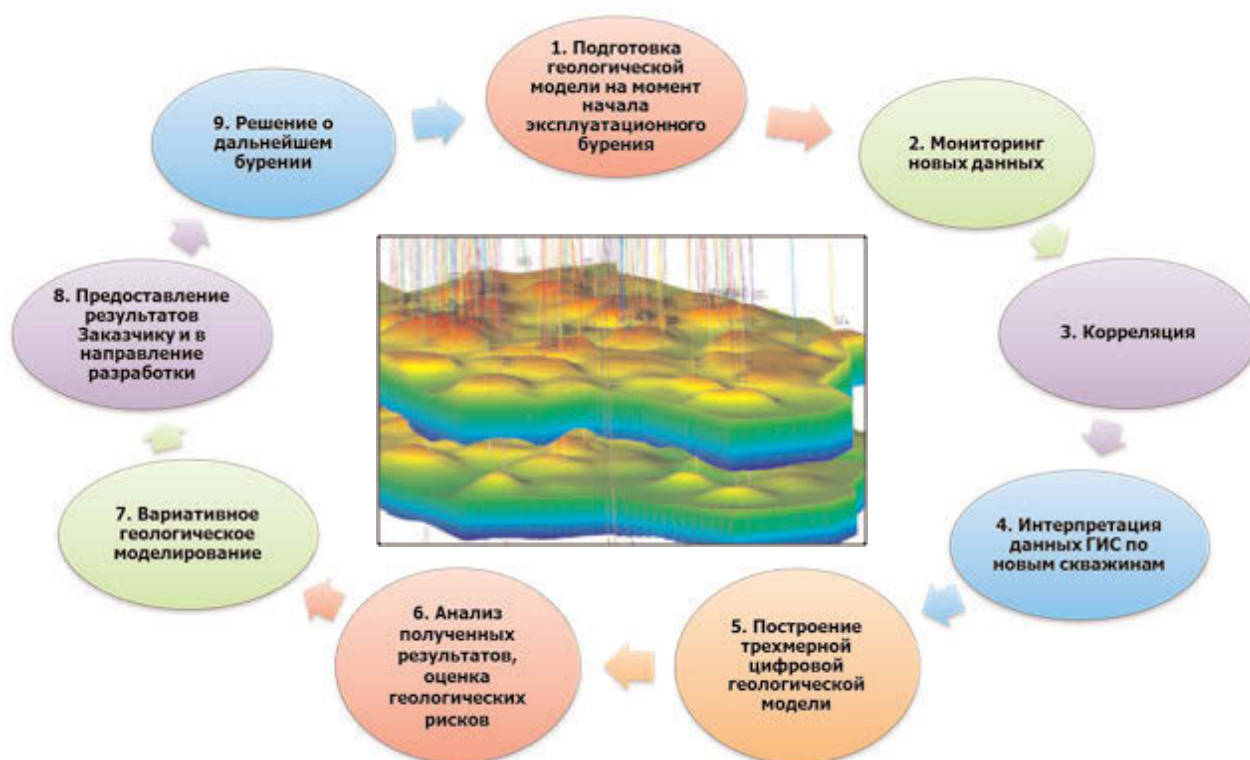 1. Подготовка
геологической
модели на момент
начала
эксплуатационного
бурения
2. Мониторинг
новых данных
3. Корреляция
4. Интерпретация
данных ГИС по
новым скважинам
5. Построение
трехмерной
цифровой
геологической
модели
6. Анализ
полученных
результатов,
оценка
геологических
рисков
7. Вариативное
геологическое
моделирование
8. Предоставление
результатов
Заказчику и в
направление
разработки
9. Решение о
дальнейшем
бурении